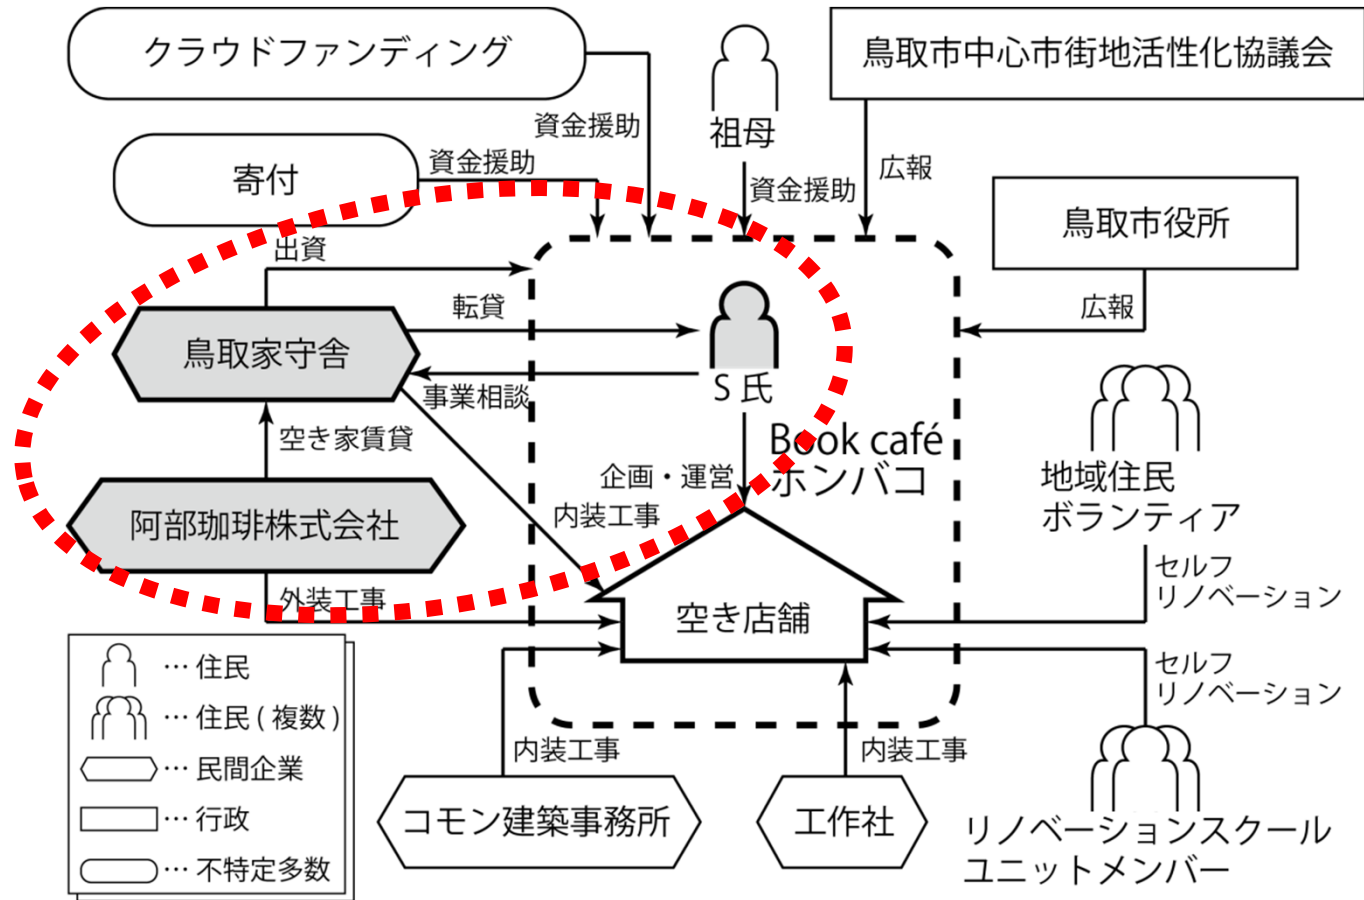 クラウドファンディング
資金援助
祖母
鳥取市中心市街地活性化協議会
寄付
資金援助
資金援助
広報
鳥取市役所
出資
転貸
広報
鳥取家守舎
S 氏
事業相談
空き家賃貸
Book café
ホンバコ
企画・運営
地域住民
ボランティア
阿部珈琲株式会社
内装工事
セルフ
リノベーション
外装工事
空き店舗
… 住民
… 住民 ( 複数 )
… 民間企業
… 行政
… 不特定多数
セルフ
リノベーション
内装工事
内装工事
コモン建築事務所
工作社
リノベーションスクール
ユニットメンバー